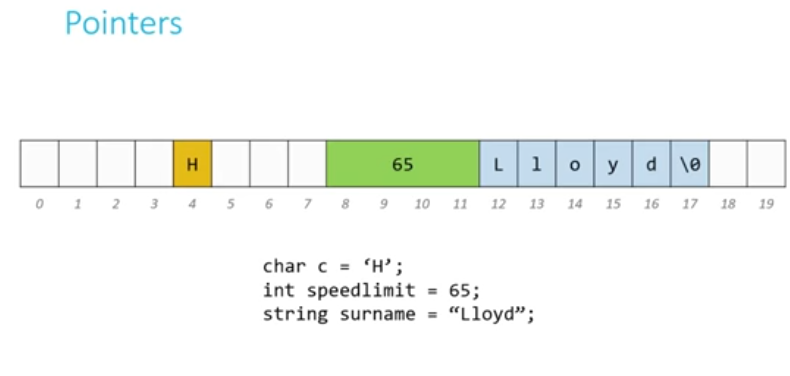 Pointers
H 65 L l o y d \0
0 1 2 3 4 5 6 7 8 9 10 11 12 13 14 15 16 17 18 19
char c = ‘H’;
int speedlimit = 65;
string surname = “Lloyd”;